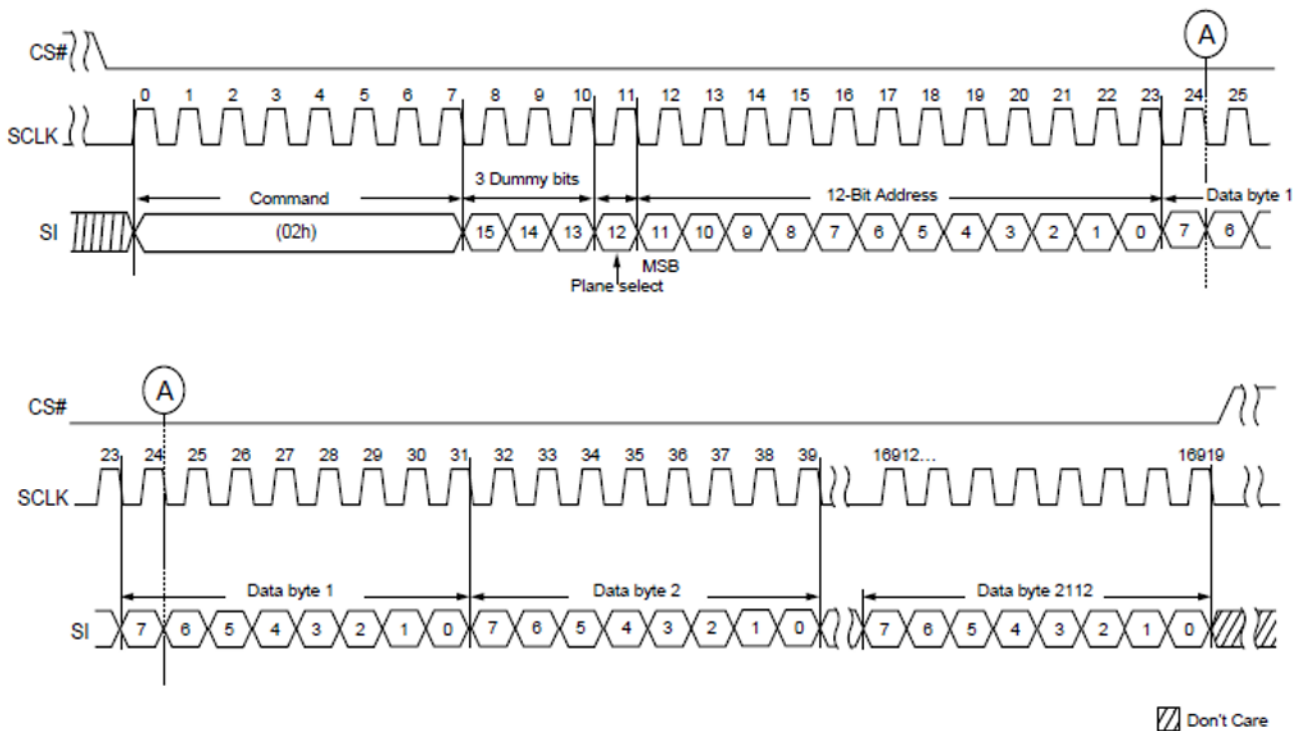 A
CS#
0 1 2 3 4 5 6 7 8 9 10 11 12 13 14 15 16 17 18 19 20 21 22 23 24 25
SCLK
3 Dummy bits
Command 12-Bit Address Data byte 1
SI (02h) 15 14 13 12 11 10 9 8 7 6 5 4 3 2 1 0 7 6
MSB
Plane select
A
CS#
23 24 25 26 27 28 29 30 31 32 33 34 35 36 37 38 39 16912... 16919
SCLK
Data byte 1 Data byte 2 Data byte 2112
SI 7 6 5 4 3 2 1 0 7 6 5 4 3 2 1 0 7 6 5 4 3 2 1 0
Don't Care